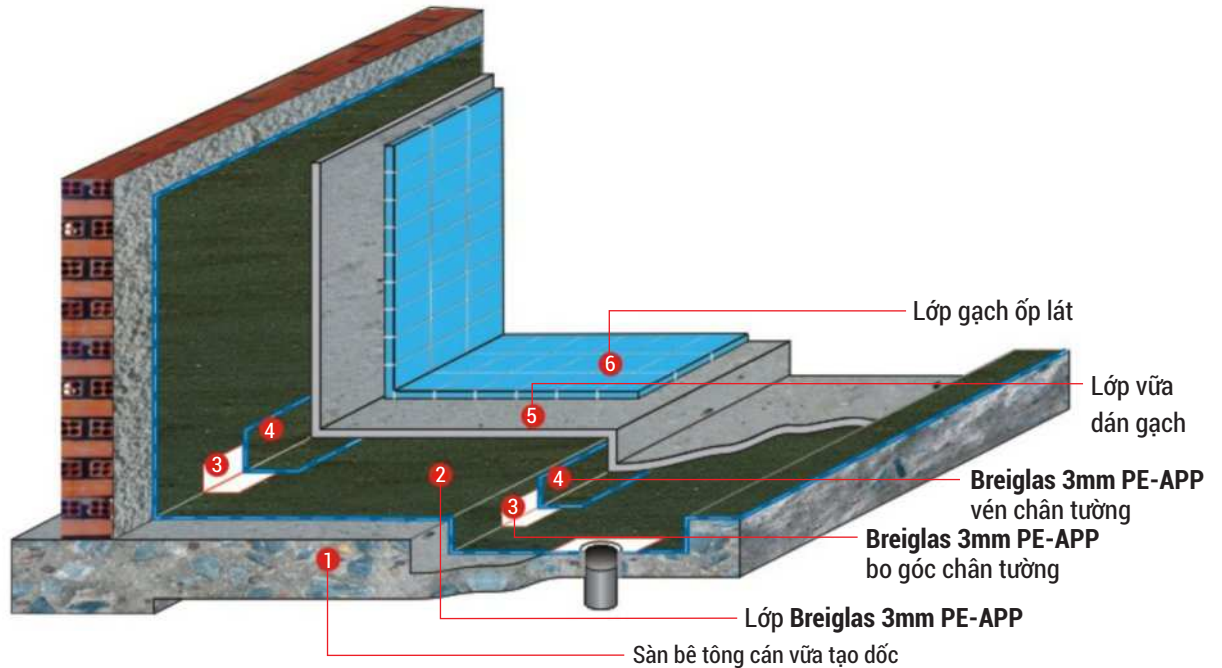 Lớp gạch ốp lát
6
5
Lớp vữa
dán gạch
4
3
2
4
3
Breiglas 3mm PE-APP
vén chân tường
Breiglas 3mm PE-APP
bo góc chân tường
1
Lớp Breiglas 3mm PE-APP
Sàn bê tông cán vữa tạo dốc